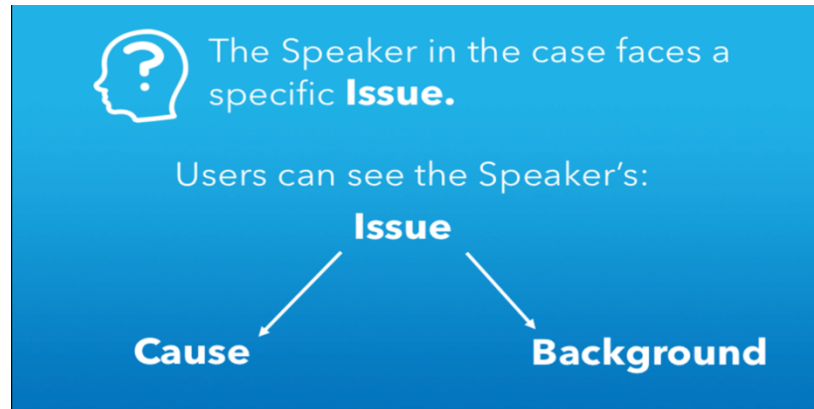 ?
The Speaker in the case faces a
specific Issue.
Users can see the Speaker's:
Issue
Cause
Background